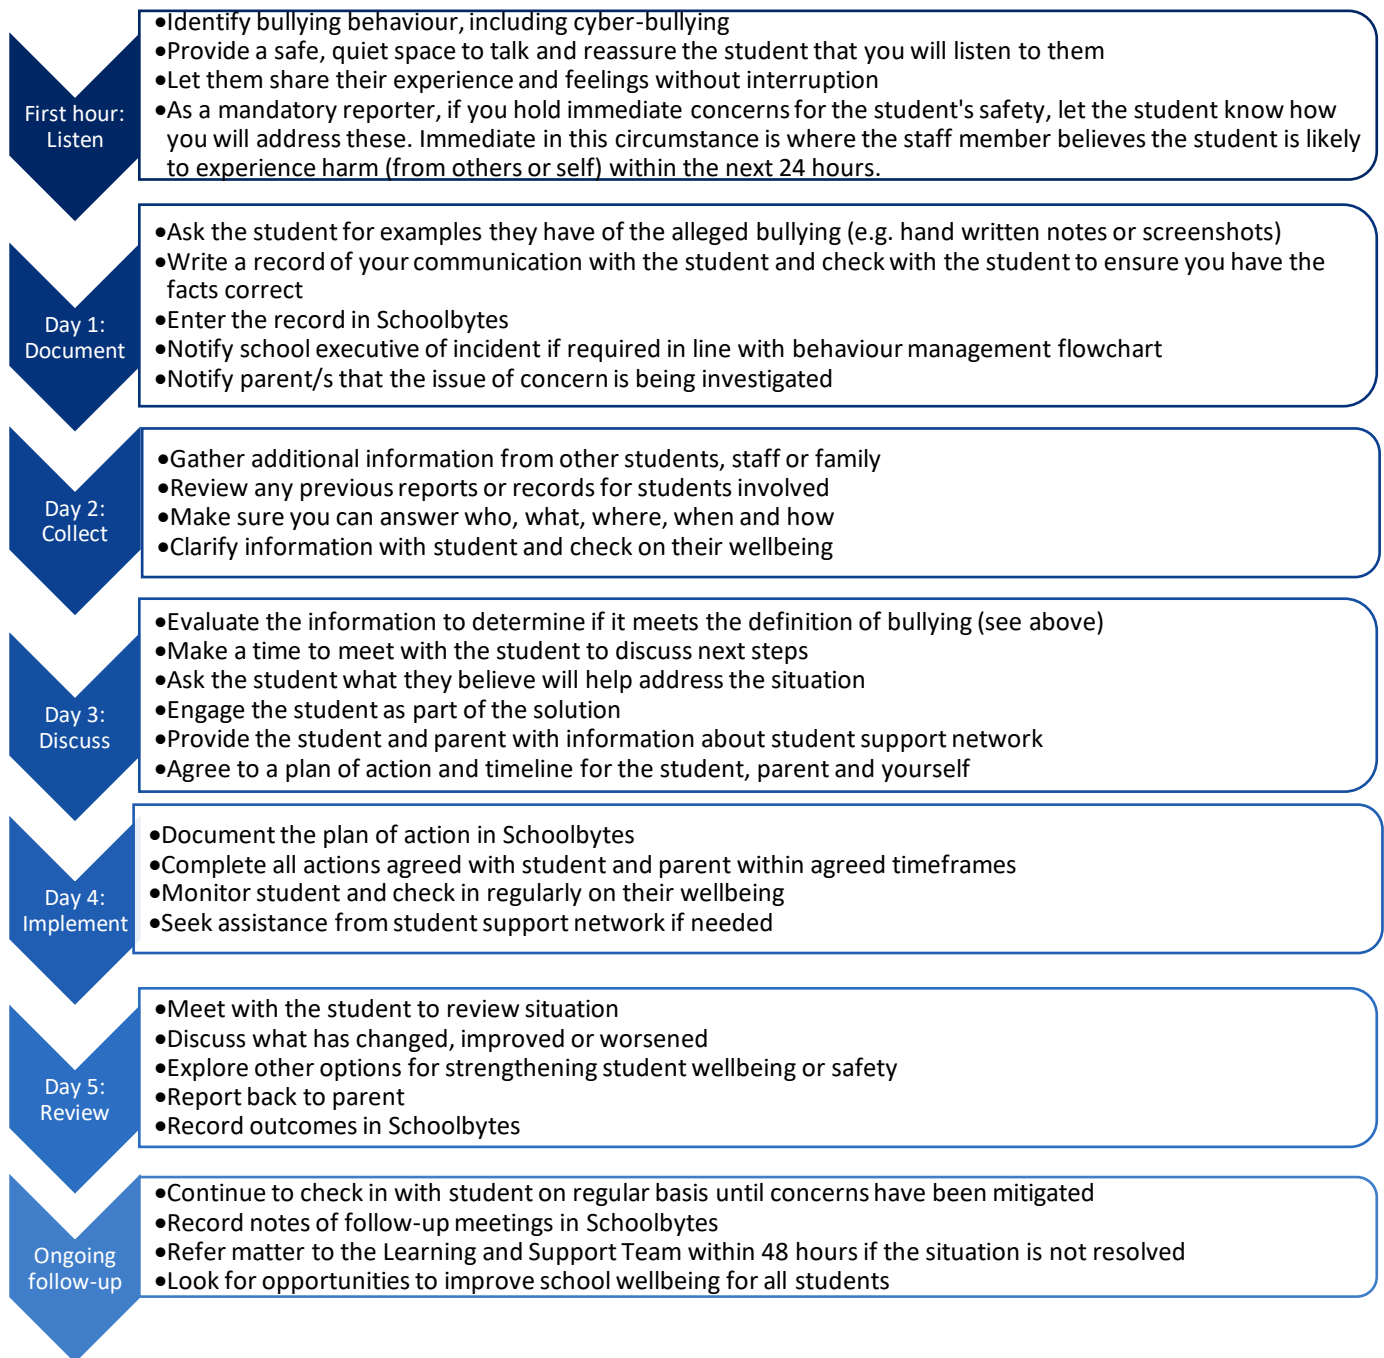 First hour:
Listen
•Identify bullying behaviour, including cyber-bullying
•Provide a safe, quiet space to talk and reassure the student that you will listen to them
•Let them share their experience and feelings without interruption
•As a mandatory reporter, if you hold immediate concerns for the student's safety, let the student know how
you will address these. Immediate in this circumstance is where the staff member believes the student is likely
to experience harm (from others or self) within the next 24 hours.
Day 1:
Document
•Ask the student for examples they have of the alleged bullying (e.g. hand written notes or screenshots)
•Write a record of your communication with the student and check with the student to ensure you have the
facts correct
•Enter the record in Schoolbytes
•Notify school executive of incident if required in line with behaviour management flowchart
•Notify parent/s that the issue of concern is being investigated
Day 2:
Collect
•Gather additional information from other students, staff or family
•Review any previous reports or records for students involved
•Make sure you can answer who, what, where, when and how
•Clarify information with student and check on their wellbeing
Day 3:
Discuss
•Evaluate the information to determine if it meets the definition of bullying (see above)
•Make a time to meet with the student to discuss next steps
•Ask the student what they believe will help address the situation
•Engage the student as part of the solution
•Provide the student and parent with information about student support network
•Agree to a plan of action and timeline for the student, parent and yourself
Day 4:
Implement
•Document the plan of action in Schoolbytes
•Complete all actions agreed with student and parent within agreed timeframes
•Monitor student and check in regularly on their wellbeing
•Seek assistance from student support network if needed
Day 5:
Review
•Meet with the student to review situation
•Discuss what has changed, improved or worsened
•Explore other options for strengthening student wellbeing or safety
•Report back to parent
•Record outcomes in Schoolbytes
Ongoing
follow-up
•Continue to check in with student on regular basis until concerns have been mitigated
•Record notes of follow-up meetings in Schoolbytes
•Refer matter to the Learning and Support Team within 48 hours if the situation is not resolved
•Look for opportunities to improve school wellbeing for all students